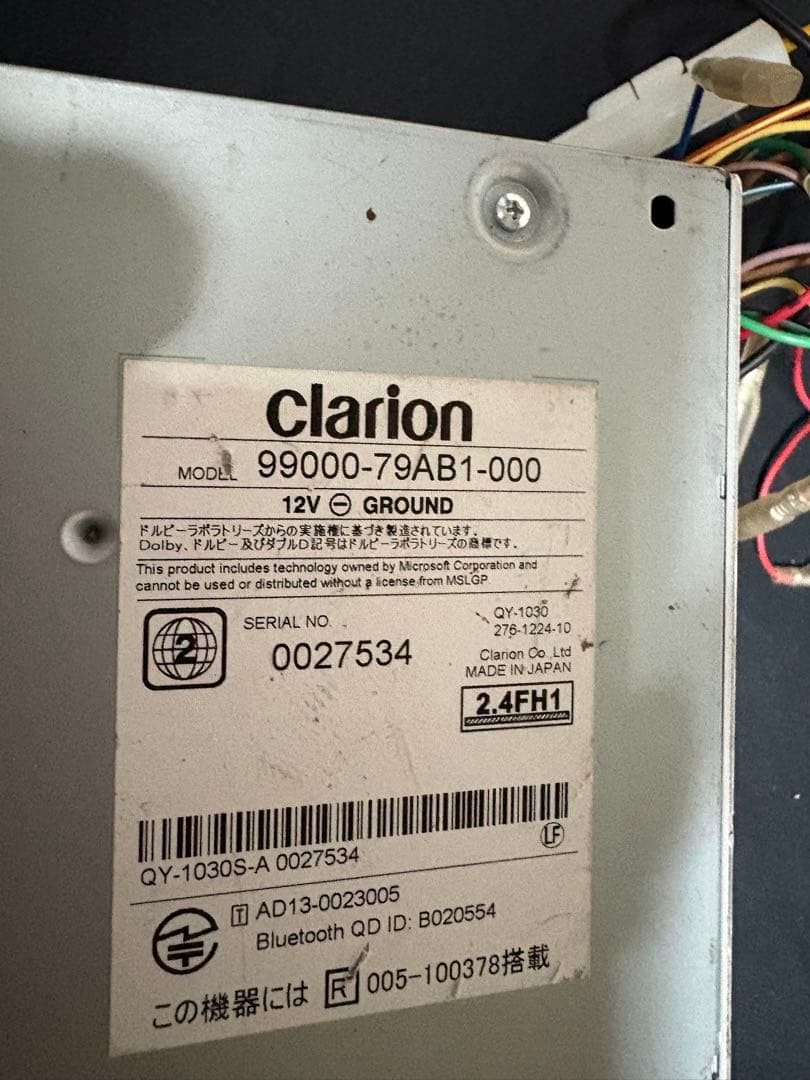 clarion
MODEL 99000-79AB1-000
12V ⊖ GROUND
ドルビーラボラトリーズからの実施権に基づき製造されています。
Dolby、ドルビー及びダブルD記号はドルビーラボラトリーズの商標です。
This product includes technology owned by Microsoft Corporation and
cannot be used or distributed without a license from MSLGP.
2
SERIAL NO.
0027534
QY-1030
276-1224-10
Clarion Co.,Ltd
MADE IN JAPAN
2.4FH1
LF
QY-1030S-A 0027534
T AD13-0023005
Bluetooth QD ID: B020554
この機器には R 005-100378搭載